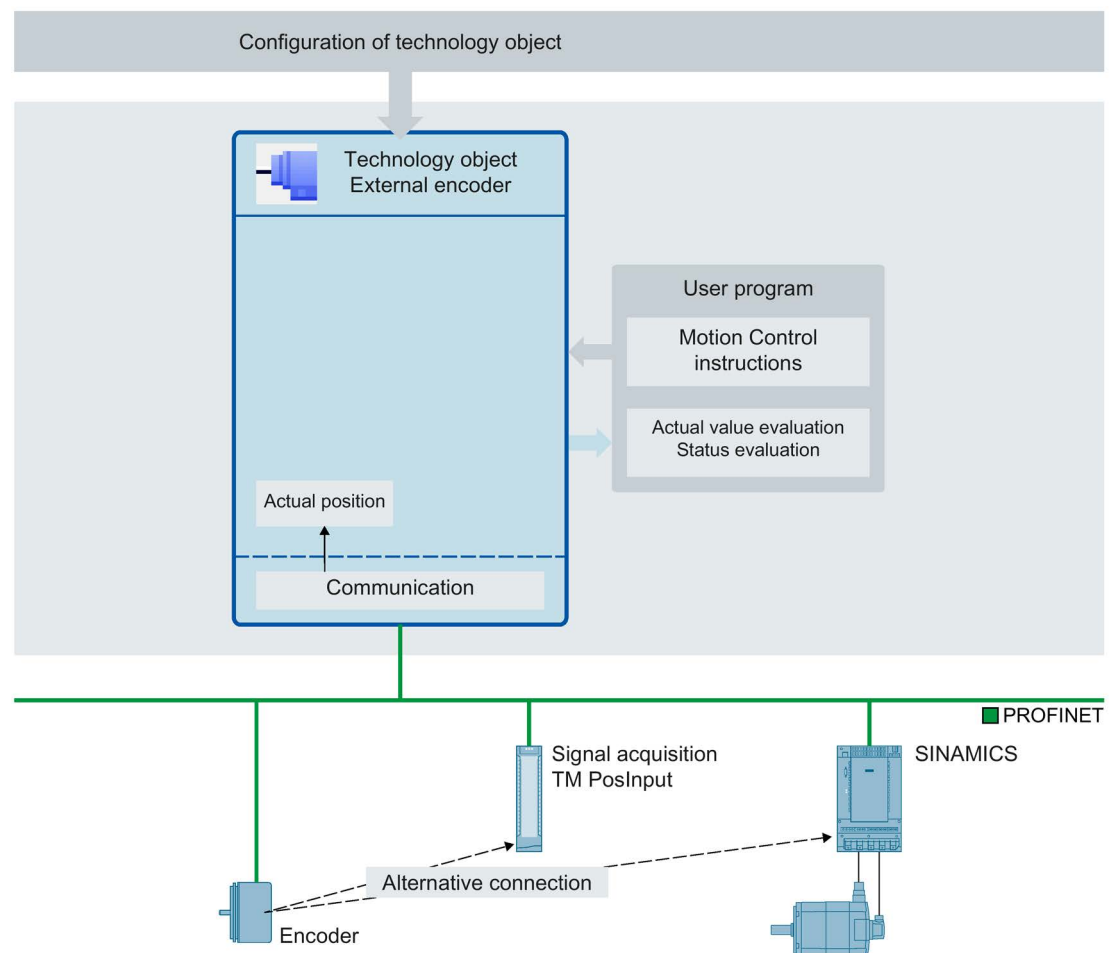 Configuration of technology object
Technology object
External encoder
User program
Motion Control
instructions
Actual value evaluation
Status evaluation
Actual position
Communication
PROFINET
Signal acquisition
TM PosInput
SINAMICS
Alternative connection
Encoder